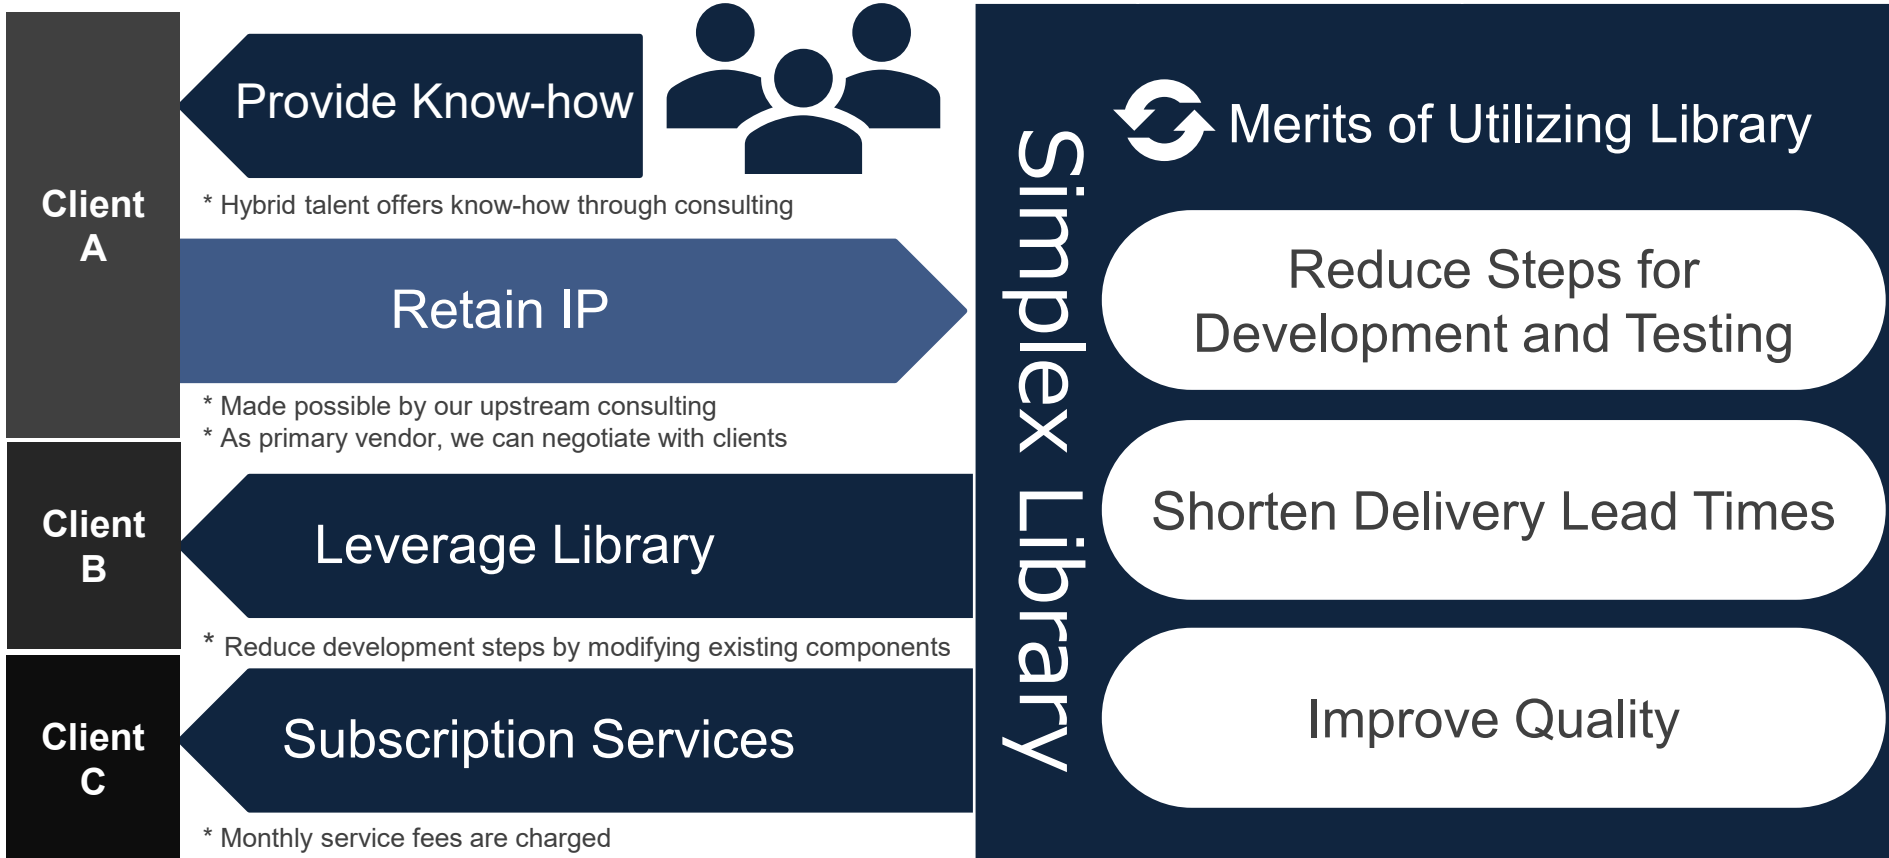 Client
A
Provide Know-how
* Hybrid talent offers know-how through consulting
Retain IP
* Made possible by our upstream consulting
* As primary vendor, we can negotiate with clients
Client
B
Leverage Library
* Reduce development steps by modifying existing components
Client
C
Subscription Services
* Monthly service fees are charged
Simplex Library
Merits of Utilizing Library
Reduce Steps for
Development and Testing
Shorten Delivery Lead Times
Improve Quality